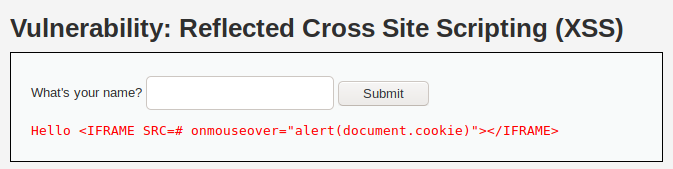 Vulnerability: Reflected Cross Site Scripting (XSS)
What's your name? Submit
Hello <IFRAME SRC=# onmouseover="alert(document.cookie)"></IFRAME>